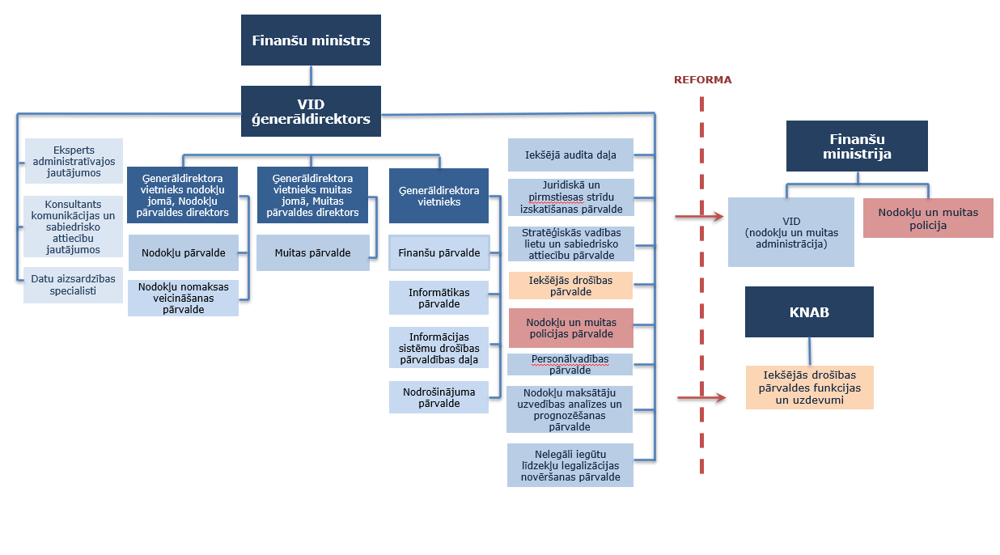 Finanšu ministrs
VID
ģenerāldirektors
Eksperts
administratīvajos
jautājumos
Konsultants
komunikācijas un
sabiedrisko
attiecību
jautājumos
Datu aizsardzības
specialisti
Ģenerāldirektora
vietnieks nodokļu
jomā, Nodokļu
pārvaldes direktors
Nodokļu pārvalde
Nodokļu nomaksas
veicināšanas
pārvalde
Ģenerāldirektora
vietnieks muitas
jomā, Muitas
pārvaldes direktors
Muitas pārvalde
Ģenerāldirektora
vietnieks
Finanšu pārvalde
Informātikas
pārvalde
Informācijas
sistēmu drošības
pārvaldības daļa
Nodrošinājuma
pārvalde
Iekšējā audita daļa
Juridiskā un
pirmstiesas strīdu
izskatīšanas pārvalde
Stratēģiskās vadības
lietu un sabiedrisko
attiecību pārvalde
Iekšējās drošības
pārvalde
Nodokļu un muitas
policijas pārvalde
Personālvadības
pārvalde
Nodokļu maksātāju
uzvedības analīzes un
prognozēšanas
pārvalde
Nelegāli iegūtu
līdzekļu legalizācijas
novēršanas pārvalde
REFORMA
Finanšu
ministrija
VID
(nodokļu un muitas
administrācija)
Nodokļu un muitas
policija
KNAB
Iekšējās drošības
pārvaldes funkcijas
un uzdevumi